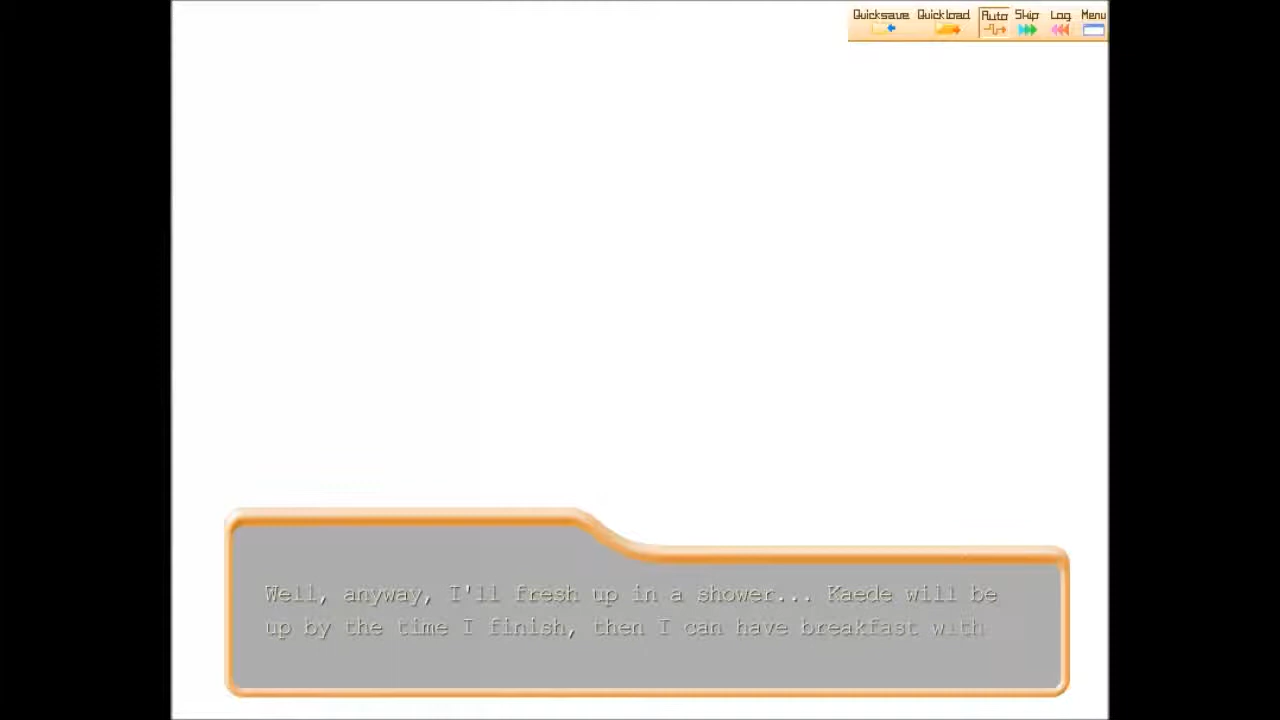 Quicksave Quickload Auto Skip Log Menu
Well, anyway, I'll fresh up in a shower... Kaede will be
up by the time I finish, then I can have breakfast with